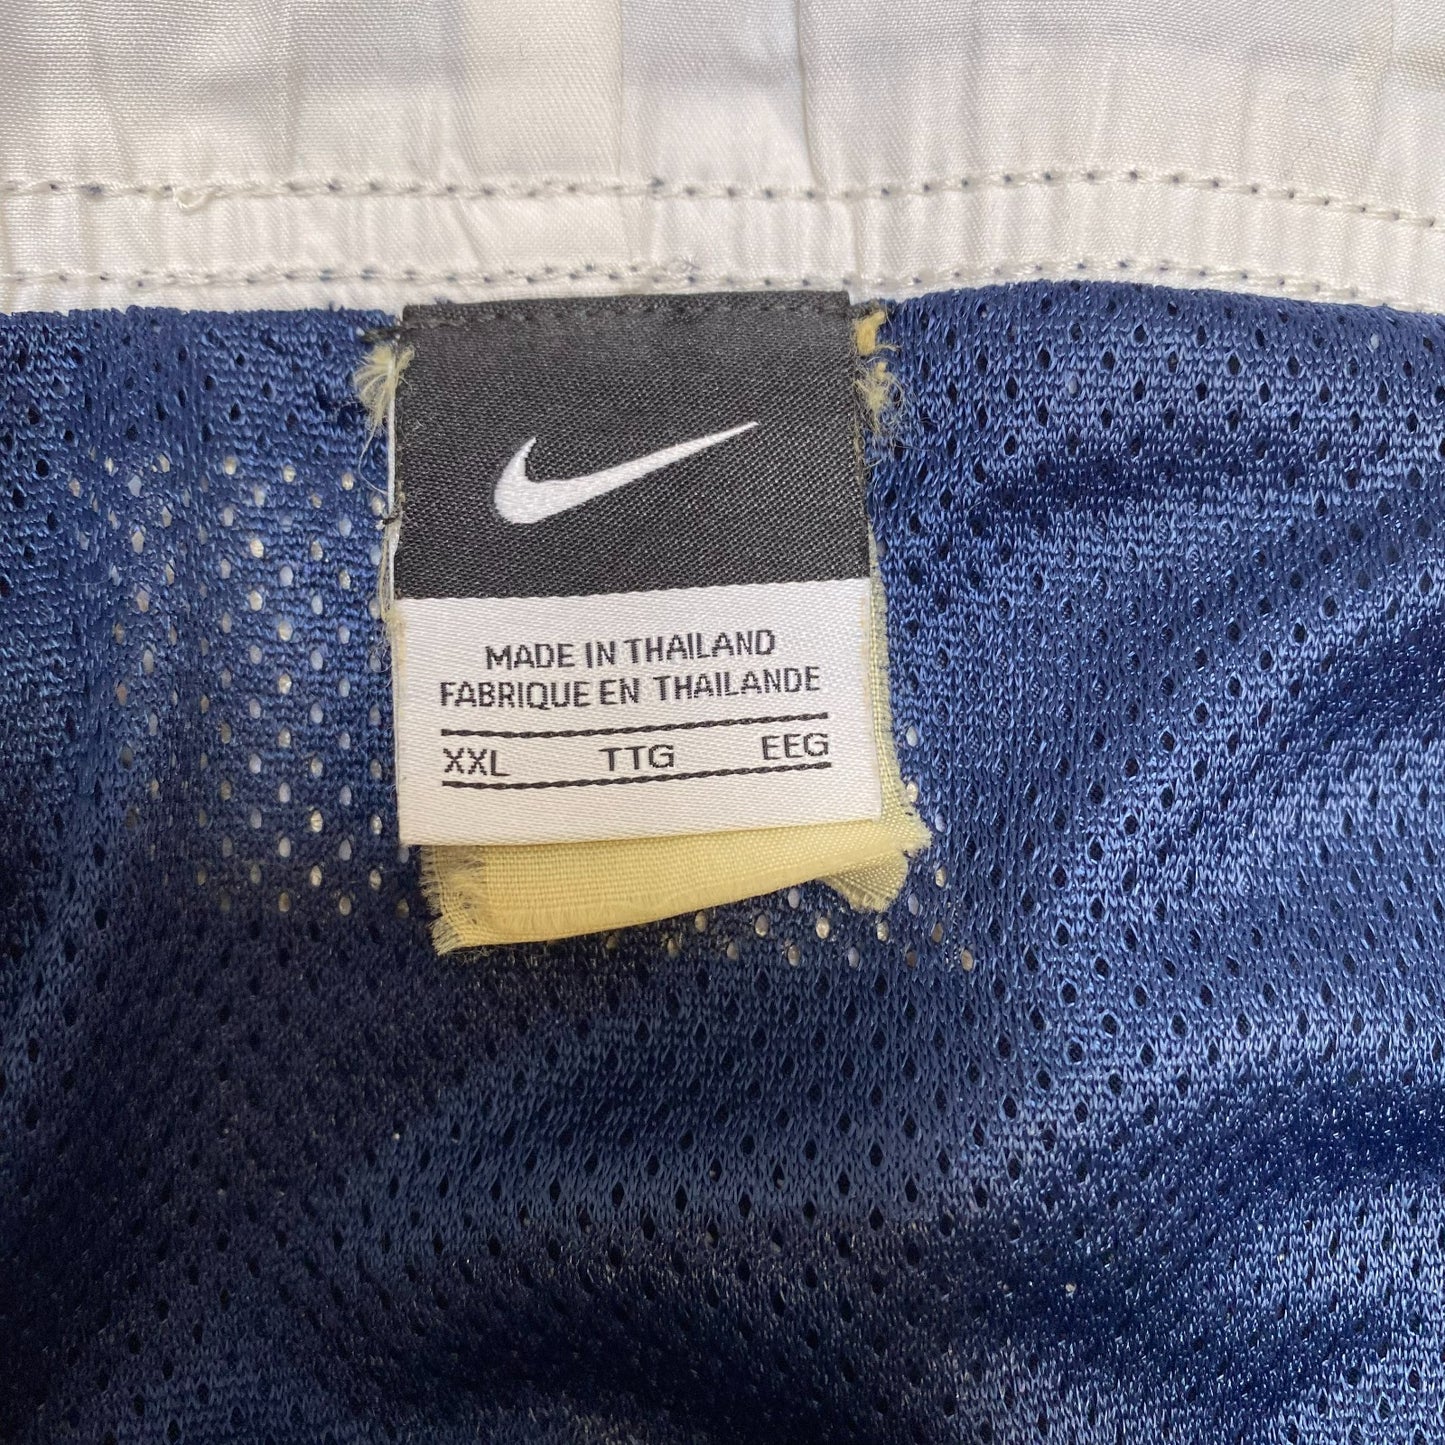 MADE IN THAILAND
FABRIQUE EN THAILANDE
XXL TTG EEG